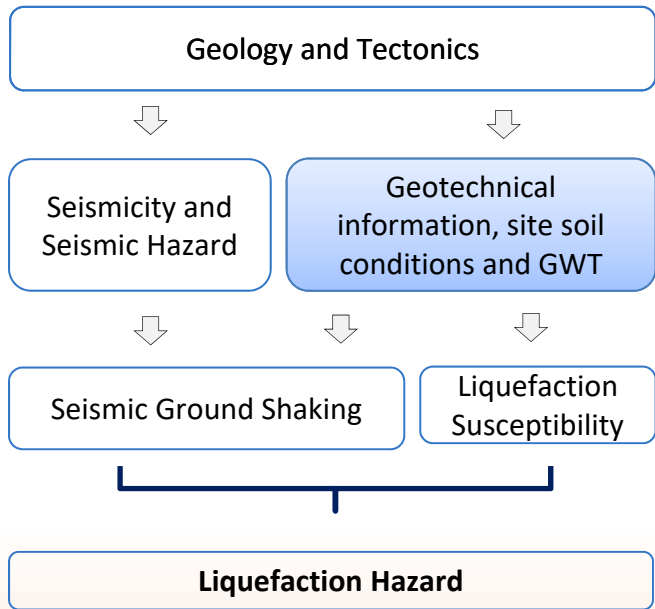 Geology and Tectonics
Seismicity and
Seismic Hazard
Geotechnical
information, site soil
conditions and GWT
Seismic Ground Shaking
Liquefaction
Susceptibility
Liquefaction Hazard